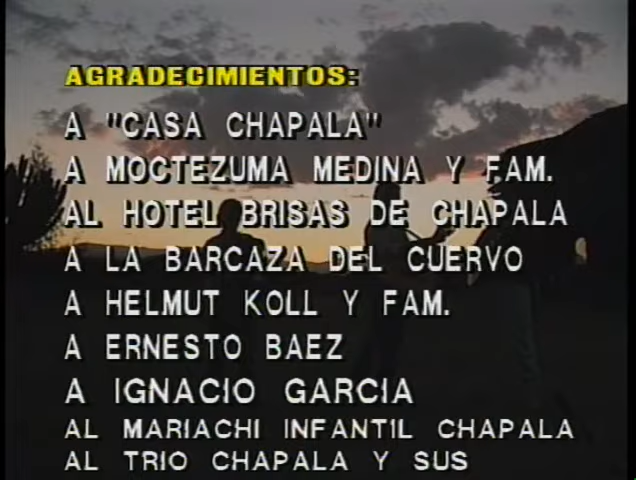 AGRADECIMIENTOS:
A "CASA CHAPALA"
A MOCTEZUMA MEDINA Y FAM.
AL HOTEL BRISAS DE CHAPALA
A LA BARCAZA DEL CUERVO
A HELMUT KOLL Y FAM.
A ERNESTO BAEZ
A IGNACIO GARCIA
AL MARIACHI INFANTIL CHAPALA
AL TRIO CHAPALA Y SUS